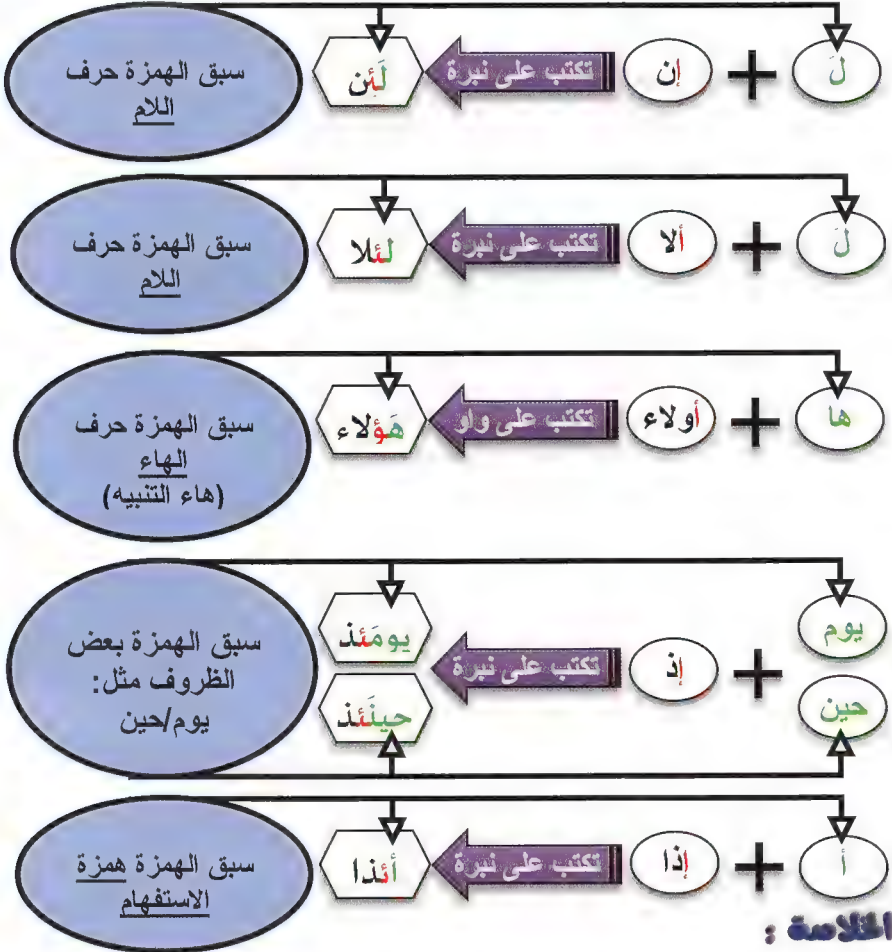 لَ + إن تكتب على نبرة لَئِن سبق الهمزة حرف
اللام
لَ + ألا تكتب على نبرة لئلا سبق الهمزة حرف
اللام
ها + أولاء تكتب على واو هَؤلاء سبق الهمزة حرف
الهاء
(هاء التنبيه)
يوم
حين + إذ تكتب على نبرة يومَئذ
حينَئذ سبق الهمزة بعض
الظروف مثل:
يوم/حين
أ + إذا تكتب على نبرة أئذا سبق الهمزة همزة
الاستفهام
الخلاصة :